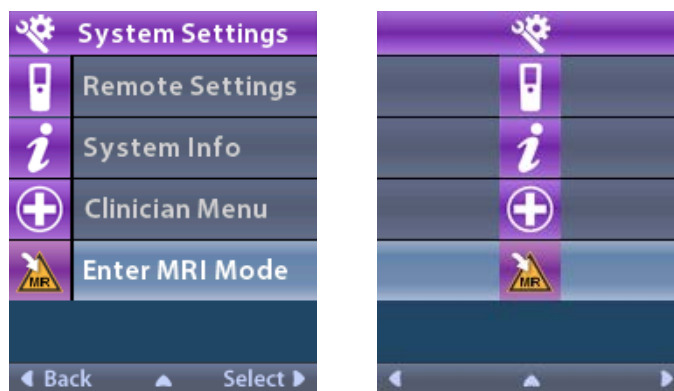 System Settings
Remote Settings
i System Info
Clinician Menu
MR Enter MRI Mode
Back Select
i
MR